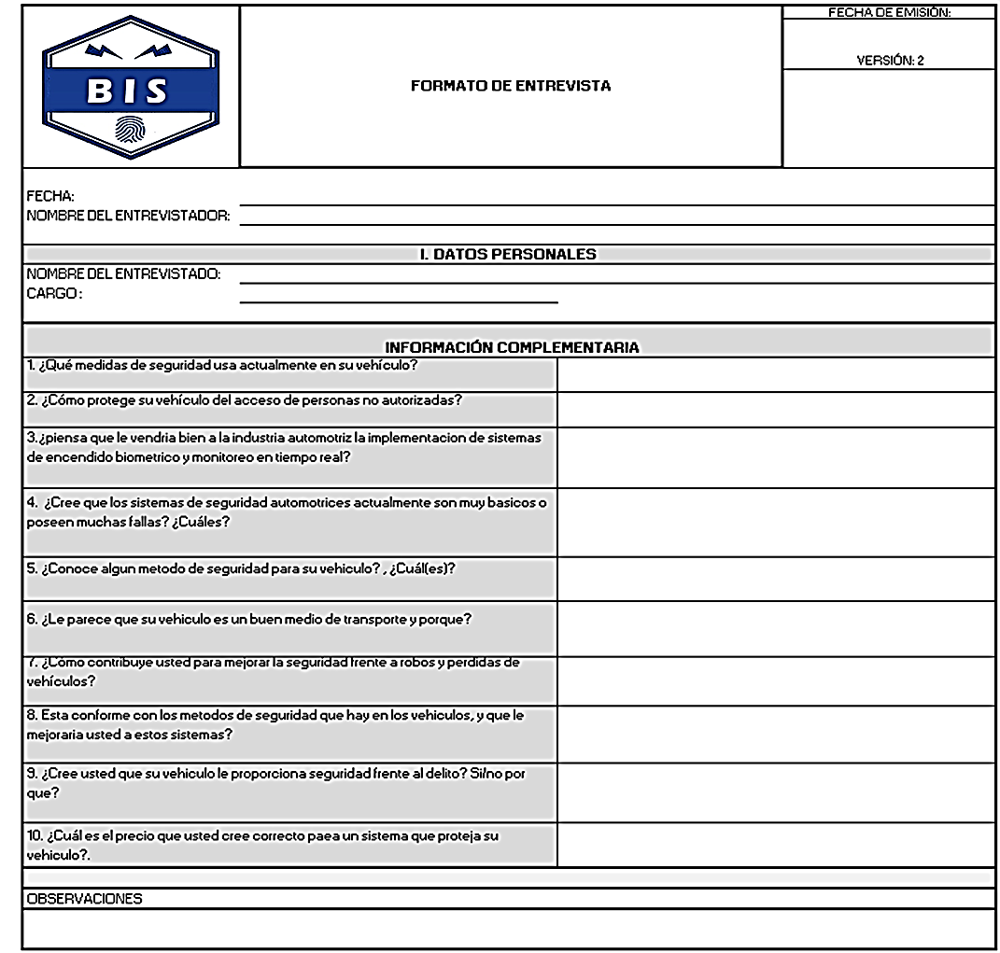 FECHA DE EMISIÓN:
BIS
VERSIÓN: 2
FORMATO DE ENTREVISTA
FECHA:
NOMBRE DEL ENTREVISTADOR:
I. DATOS PERSONALES
NOMBRE DEL ENTREVISTADO:
CARGO:
INFORMACIÓN COMPLEMENTARIA
1. ¿Qué medidas de seguridad usa actualmente en su vehículo?
2. ¿Cómo protege su vehículo del acceso de personas no autorizadas?
3.¿piensa que le vendria bien a la industria automotriz la implementacion de sistemas
de encendido biometrico y monitoreo en tiempo real?
4. ¿Cree que los sistemas de seguridad automotrices actualmente son muy basicos o
poseen muchas fallas? ¿Cuáles?
5. ¿Conoce algun metodo de seguridad para su vehiculo? , ¿Cuál(es)?
6. ¿Le parece que su vehiculo es un buen medio de transporte y porque?
7. ¿Cómo contribuye usted para mejorar la seguridad frente a robos y perdidas de
vehículos?
8. Esta conforme con los metodos de seguridad que hay en los vehiculos, y que le
mejoraria usted a estos sistemas?
9. ¿Cree usted que su vehiculo le proporciona seguridad frente al delito? Si/no por
que?
10. ¿Cuál es el precio que usted cree correcto paea un sistema que proteja su
vehiculo?.
OBSERVACIONES